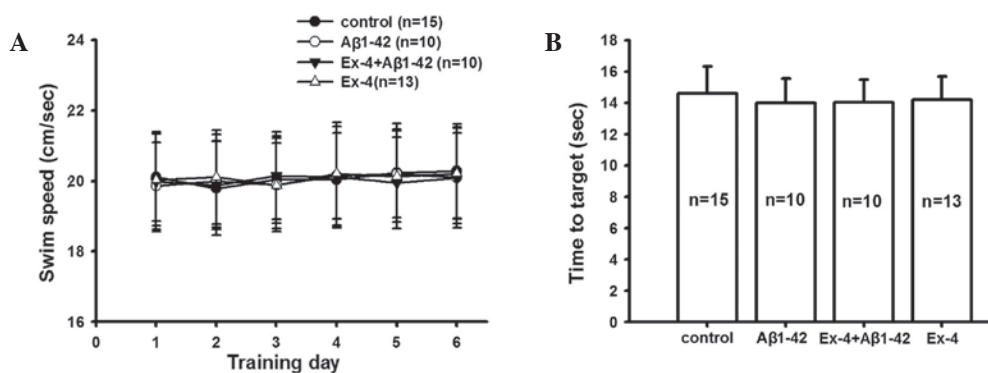 A
control (n=15)
Aβ1-42 (n=10)
Ex-4+Aβ1-42 (n=10)
Ex-4(n=13)
Swim speed (cm/sec)
24
22
20
18
16
0 1 2 3 4 5 6
Training day
B
Time to target (sec)
18
16
14
12
10
8
6
4
2
0
n=15 n=10 n=10 n=13
control Aβ1-42 Ex-4+Aβ1-42 Ex-4